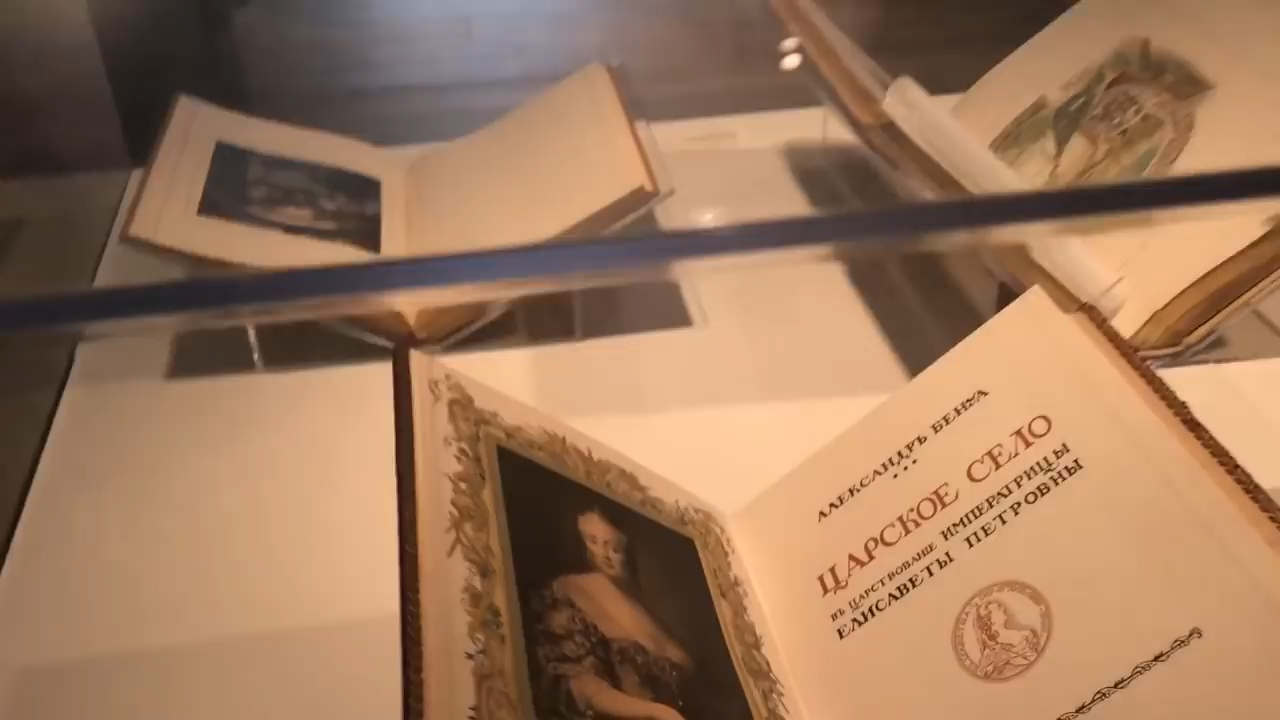 АЛЕКСАНДРЪ БЕНУА
ЦАРСКОЕ СЕЛО
ВЪ ЦАРСТВОВАНІЕ ИМПЕРАТРИЦЫ
ЕЛИСАВЕТЫ ПЕТРОВНЫ